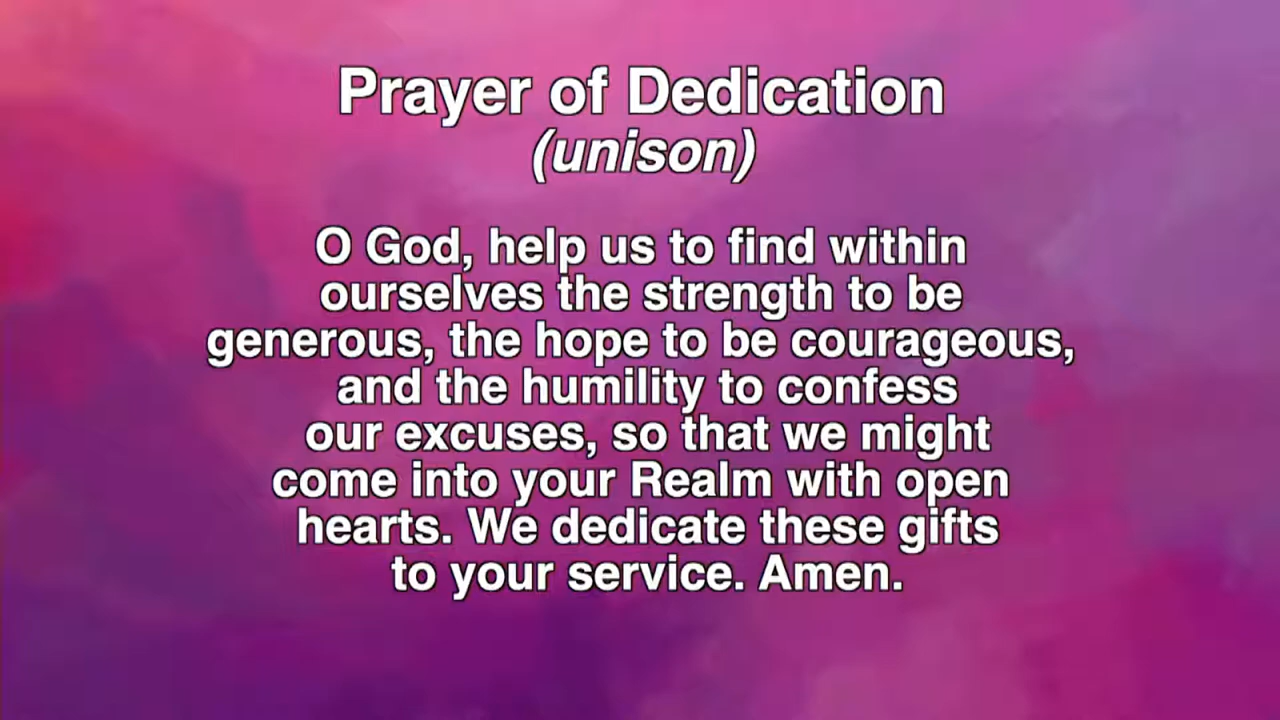 Prayer of Dedication
(unison)
O God, help us to find within
ourselves the strength to be
generous, the hope to be courageous,
and the humility to confess
our excuses, so that we might
come into your Realm with open
hearts. We dedicate these gifts
to your service. Amen.